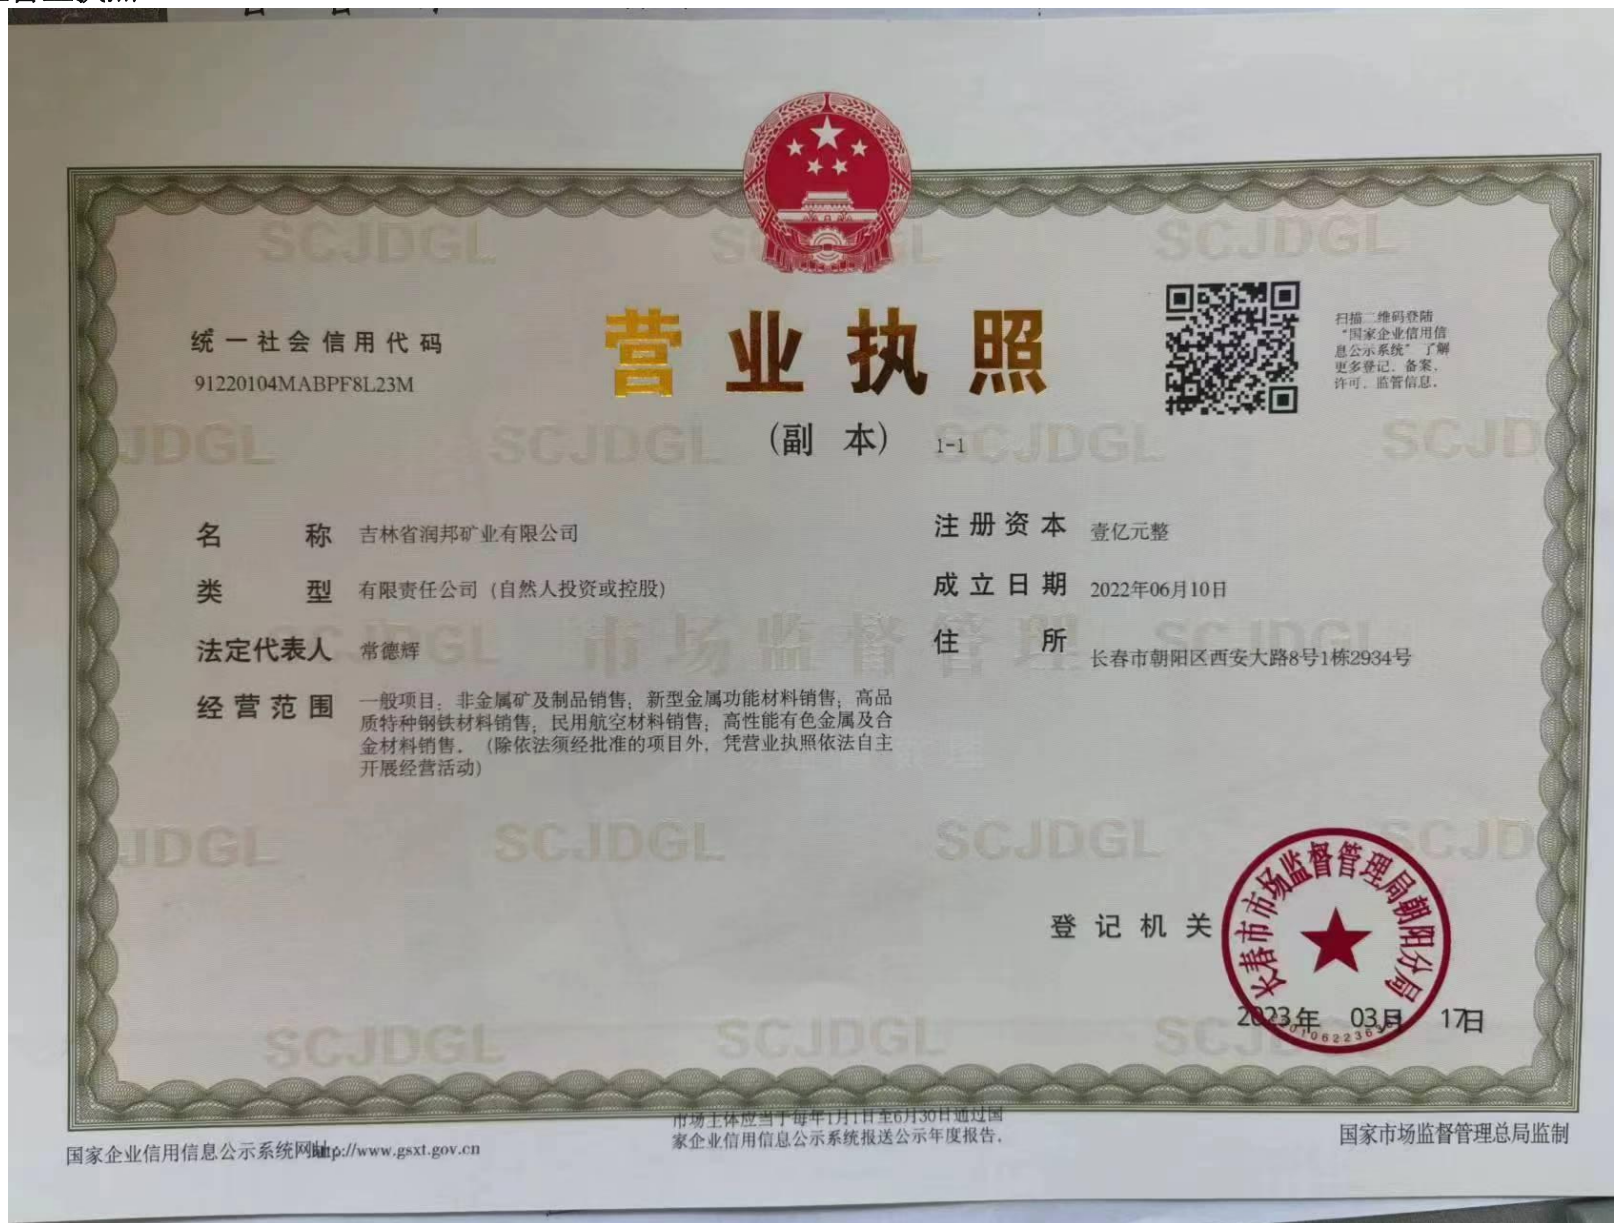 统一社会信用代码
91220104MABPF8L23M
营业执照
(副 本) 1-1
扫描二维码登陆
“国家企业信用信
息公示系统”了解
更多登记、备案、
许可、监管信息。
名 称 吉林省润邦矿业有限公司
类 型 有限责任公司（自然人投资或控股）
法定代表人 常德辉
经营范围 一般项目：非金属矿及制品销售；新型金属功能材料销售；高品
质特种钢铁材料销售；民用航空材料销售；高性能有色金属及合
金材料销售。（除依法须经批准的项目外，凭营业执照依法自主
开展经营活动）
注册资本 壹亿元整
成立日期 2022年06月10日
住 所 长春市朝阳区西安大路8号1栋2934号
登记机关
长春市市场监督管理局朝阳分局
2023年 03月 17日
国家企业信用信息公示系统网址:http://www.gsxt.gov.cn
市场主体应当于每年1月1日至6月30日通过国
家企业信用信息公示系统报送公示年度报告。
国家市场监督管理总局监制
SCJDGL
市场监督管理